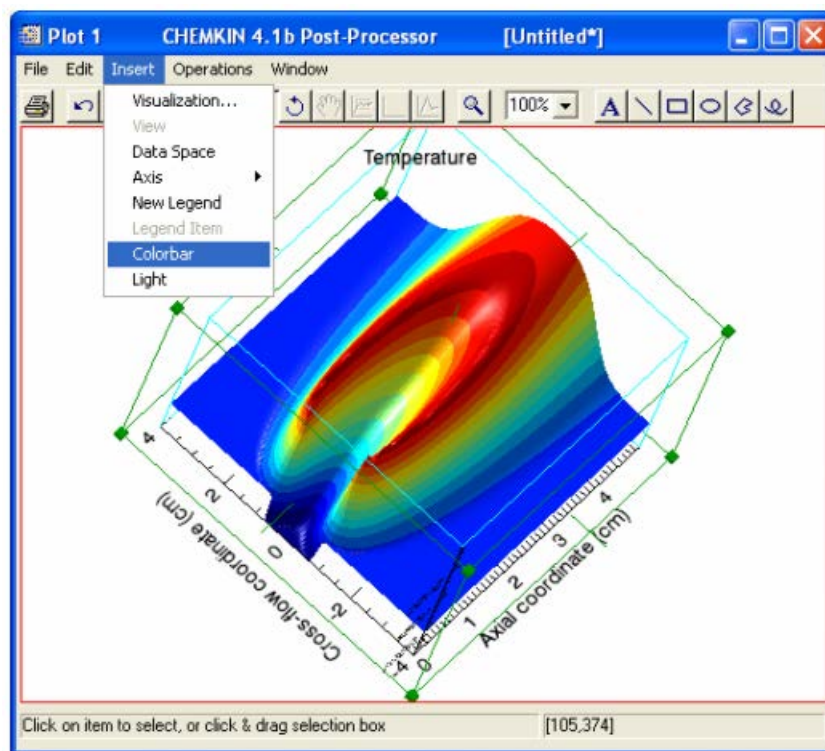 Plot 1 CHEMKIN 4.1b Post-Processor [Untitled*]
File Edit Insert Operations Window
100%
A
Visualization...
View
Data Space
Axis
New Legend
Legend Item
Colorbar
Light
Temperature
4
2
0
-2
-4
Cross-flow coordinate (cm)
0
1
2
3
4
Axial coordinate (cm)
Click on item to select, or click & drag selection box [105,374]